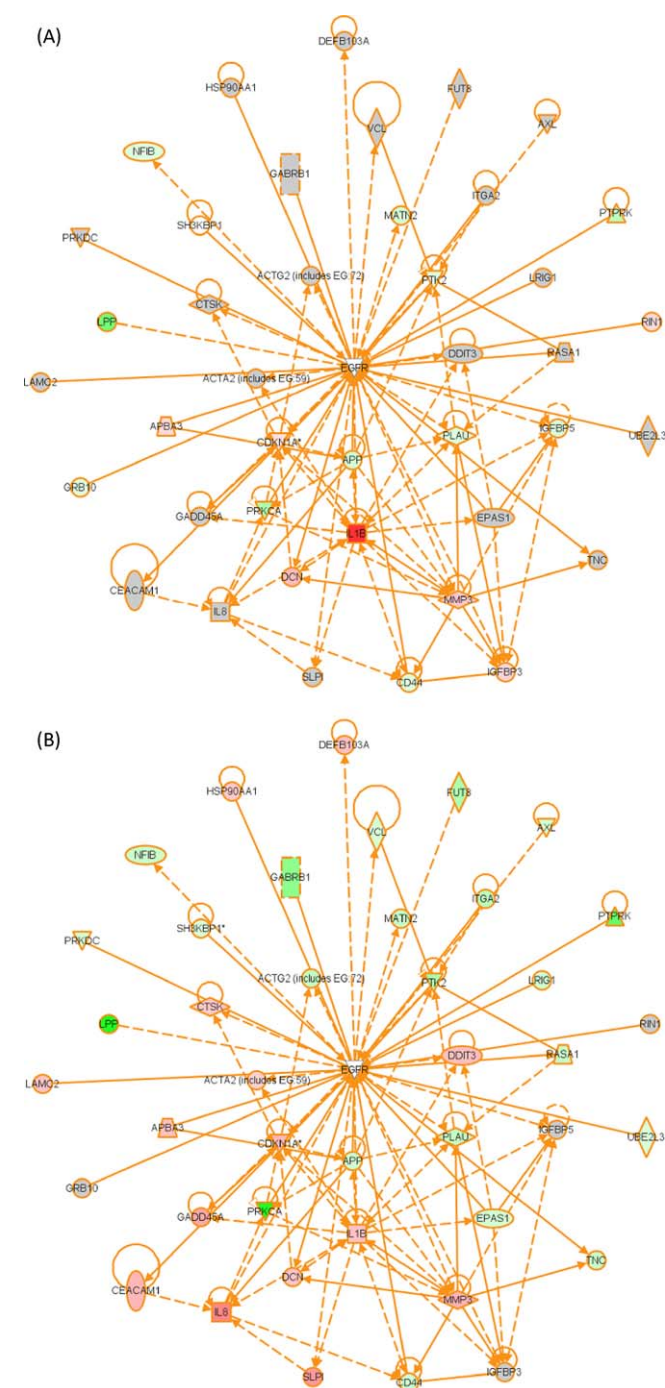 (A)
DEFB103A
HSP90AA1
FUT8
VCL
AXL
NFIB
GABRB1
ITGA2
MATN2
PTPRK
SH3KBP1
PRKDC
ACTG2 (includes EG:72)
PTK2
LRIG1
CTSK
LPP
RIN1
DDIT3
RASA1
EGFR
LAMC2
ACTA2 (includes EG:59)
APBA3
IGFBP5
UBE2L3
CDKN1A*
PLAU
APP
GRB10
GADD45A
PRKCA
EPAS1
IL1B
TNC
DCN
CEACAM1
MMP3
IL8
SLPI
CD44
IGFBP3
(B)
DEFB103A
HSP90AA1
FUT8
VCL
AXL
NFIB
GABRB1
ITGA2
MATN2
PTPRK
SH3KBP1*
PRKDC
ACTG2 (includes EG:72)
PTK2
LRIG1
CTSK
LPP
RIN1
DDIT3
RASA1
EGFR
LAMC2
ACTA2 (includes EG:59)
APBA3
IGFBP5
UBE2L3
CDKN1A*
PLAU
APP
GRB10
GADD45A
PRKCA
EPAS1
IL1B
TNC
DCN
CEACAM1
MMP3
IL8
SLPI
CD44
IGFBP3